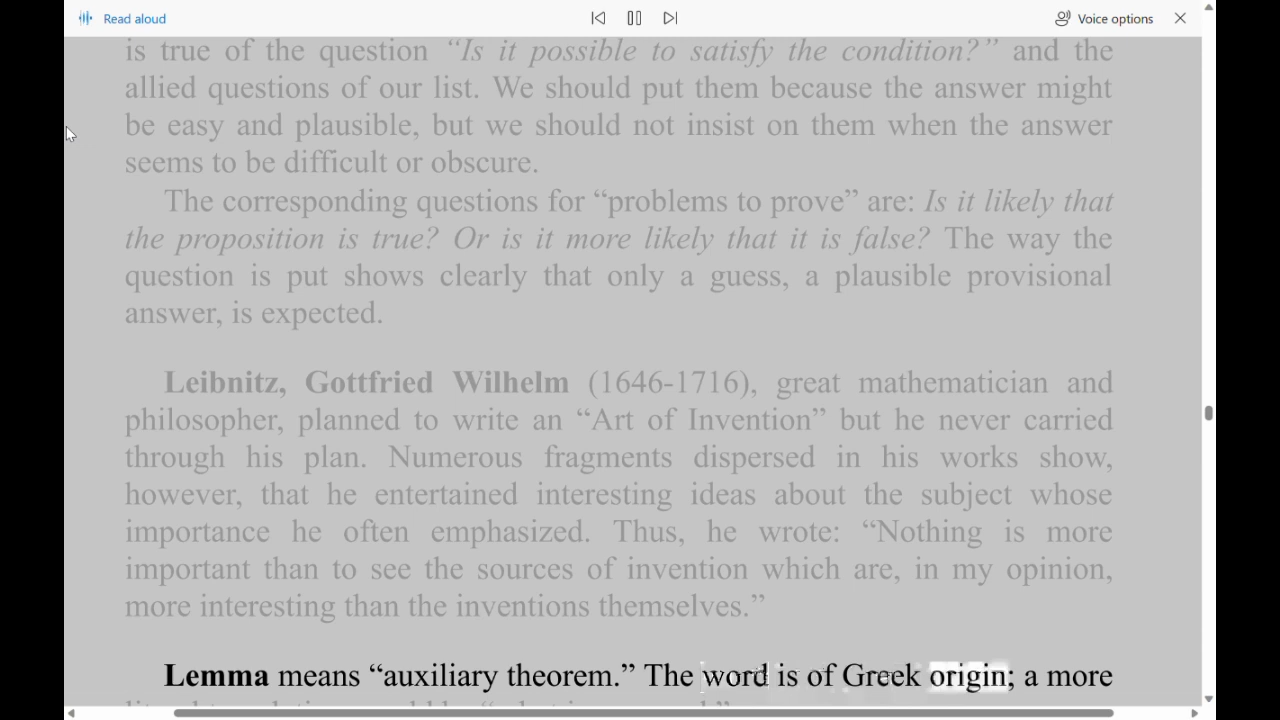 Read aloud
Voice options
is true of the question “Is it possible to satisfy the condition?” and the
allied questions of our list. We should put them because the answer might
be easy and plausible, but we should not insist on them when the answer
seems to be difficult or obscure.
The corresponding questions for “problems to prove” are: Is it likely that
the proposition is true? Or is it more likely that it is false? The way the
question is put shows clearly that only a guess, a plausible provisional
answer, is expected.
Leibnitz, Gottfried Wilhelm (1646-1716), great mathematician and
philosopher, planned to write an “Art of Invention” but he never carried
through his plan. Numerous fragments dispersed in his works show,
however, that he entertained interesting ideas about the subject whose
importance he often emphasized. Thus, he wrote: “Nothing is more
important than to see the sources of invention which are, in my opinion,
more interesting than the inventions themselves.”
Lemma means “auxiliary theorem.” The word is of Greek origin; a more